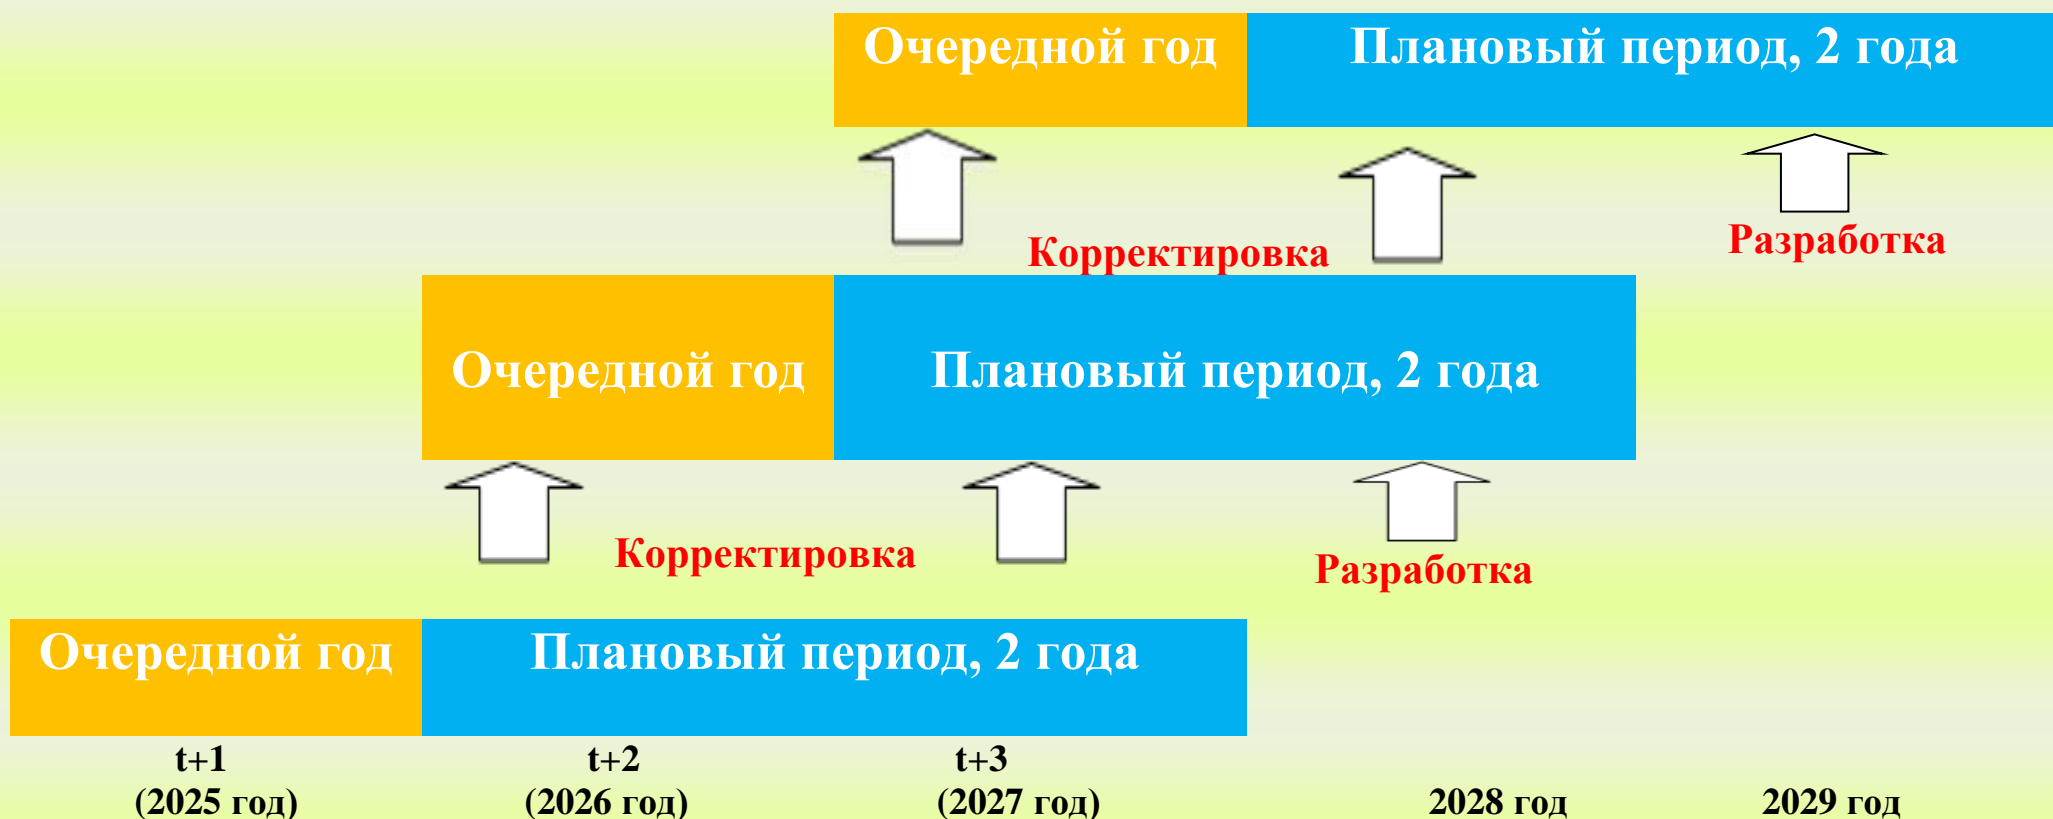 Очередной год
Плановый период, 2 года
Корректировка
Разработка
Очередной год
Плановый период, 2 года
Корректировка
Разработка
Очередной год
Плановый период, 2 года
t+1
(2025 год)
t+2
(2026 год)
t+3
(2027 год)
2028 год
2029 год